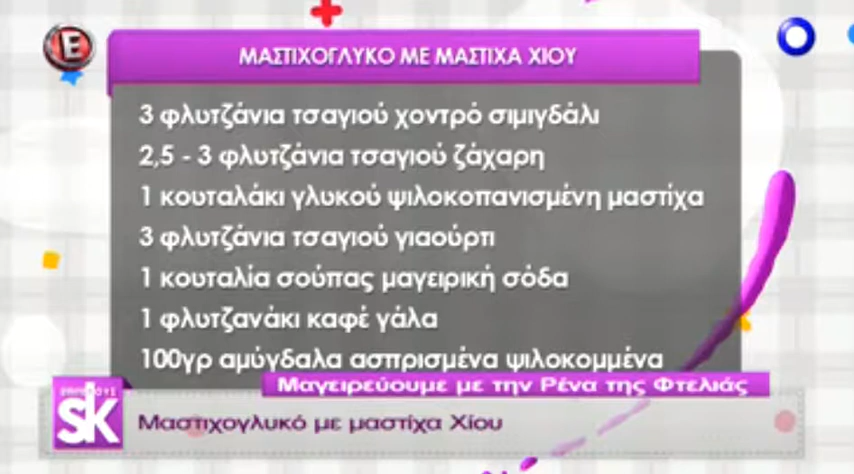 E
ΜΑΣΤΙΧΟΓΛΥΚΟ ΜΕ ΜΑΣΤΙΧΑ ΧΙΟΥ
3 φλυτζάνια τσαγιού χοντρό σιμιγδάλι
2,5 - 3 φλυτζάνια τσαγιού ζάχαρη
1 κουταλάκι γλυκού ψιλοκοπανισμένη μαστίχα
3 φλυτζάνια τσαγιού γιαούρτι
1 κουταλία σούπας μαγειρική σόδα
1 φλυτζανάκι καφέ γάλα
100γρ αμύγδαλα ασπρισμένα ψιλοκομμένα
Μαγειρεύουμε με την Ρένα της Φτελιάς
sk
Μαστιχογλυκό με μαστίχα Χίου